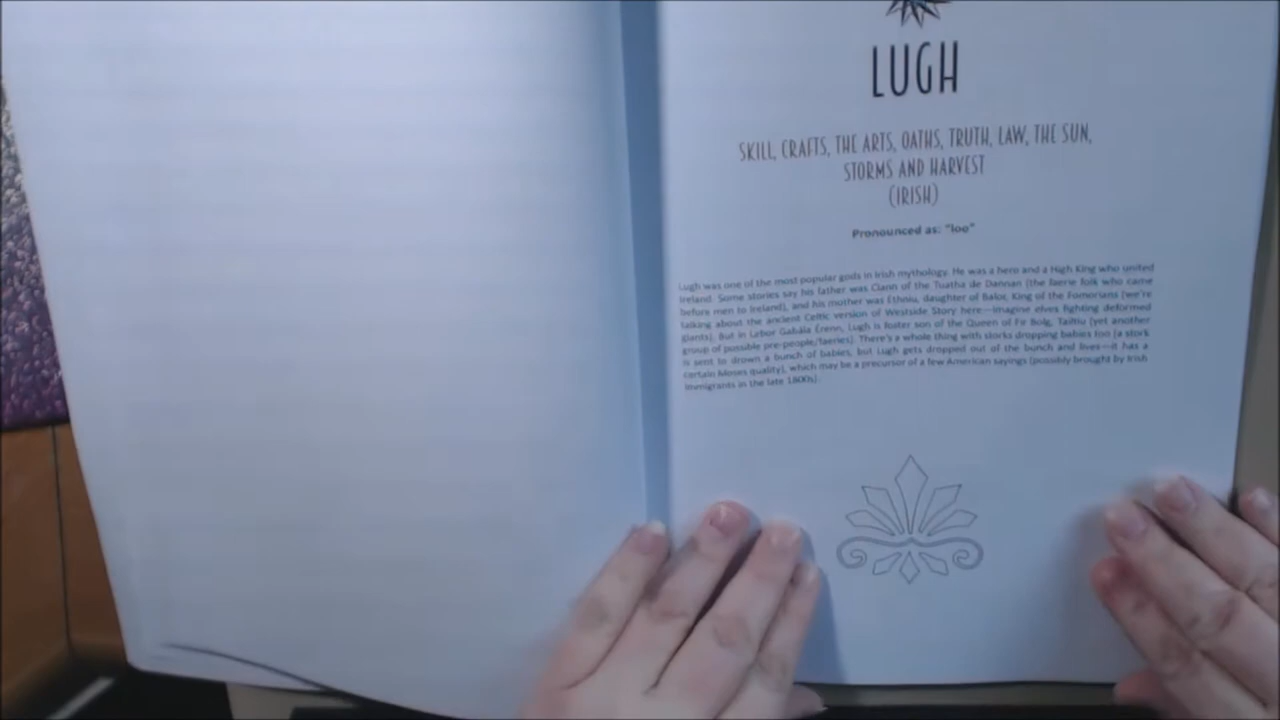 LUGH
SKILL, CRAFTS, THE ARTS, OATHS, TRUTH, LAW, THE SUN,
STORMS AND HARVEST
(IRISH)
Pronounced as: "loo"
Lugh was one of the most popular gods in Irish mythology. He was a hero and a High King who united
Ireland. Some stories say his father was Ciann of the Tuatha de Dannan (the faerie folk who came
before men to Ireland), and his mother was Ethniu, daughter of Balor, King of the Fomorians (we're
talking about the ancient Celtic version of Westside Story here—imagine elves fighting deformed
giants). But in Lebor Gabála Érenn, Lugh is foster son of the Queen of Fir Bolg, Tailtiu (yet another
group of possible pre-people/faeries). There's a whole thing with storks dropping babies too (a stork
is sent to drown a bunch of babies, but Lugh gets dropped out of the bunch and lives—it has a
certain Moses quality), which may be a precursor of a few American sayings (possibly brought by Irish
immigrants in the late 1800s).